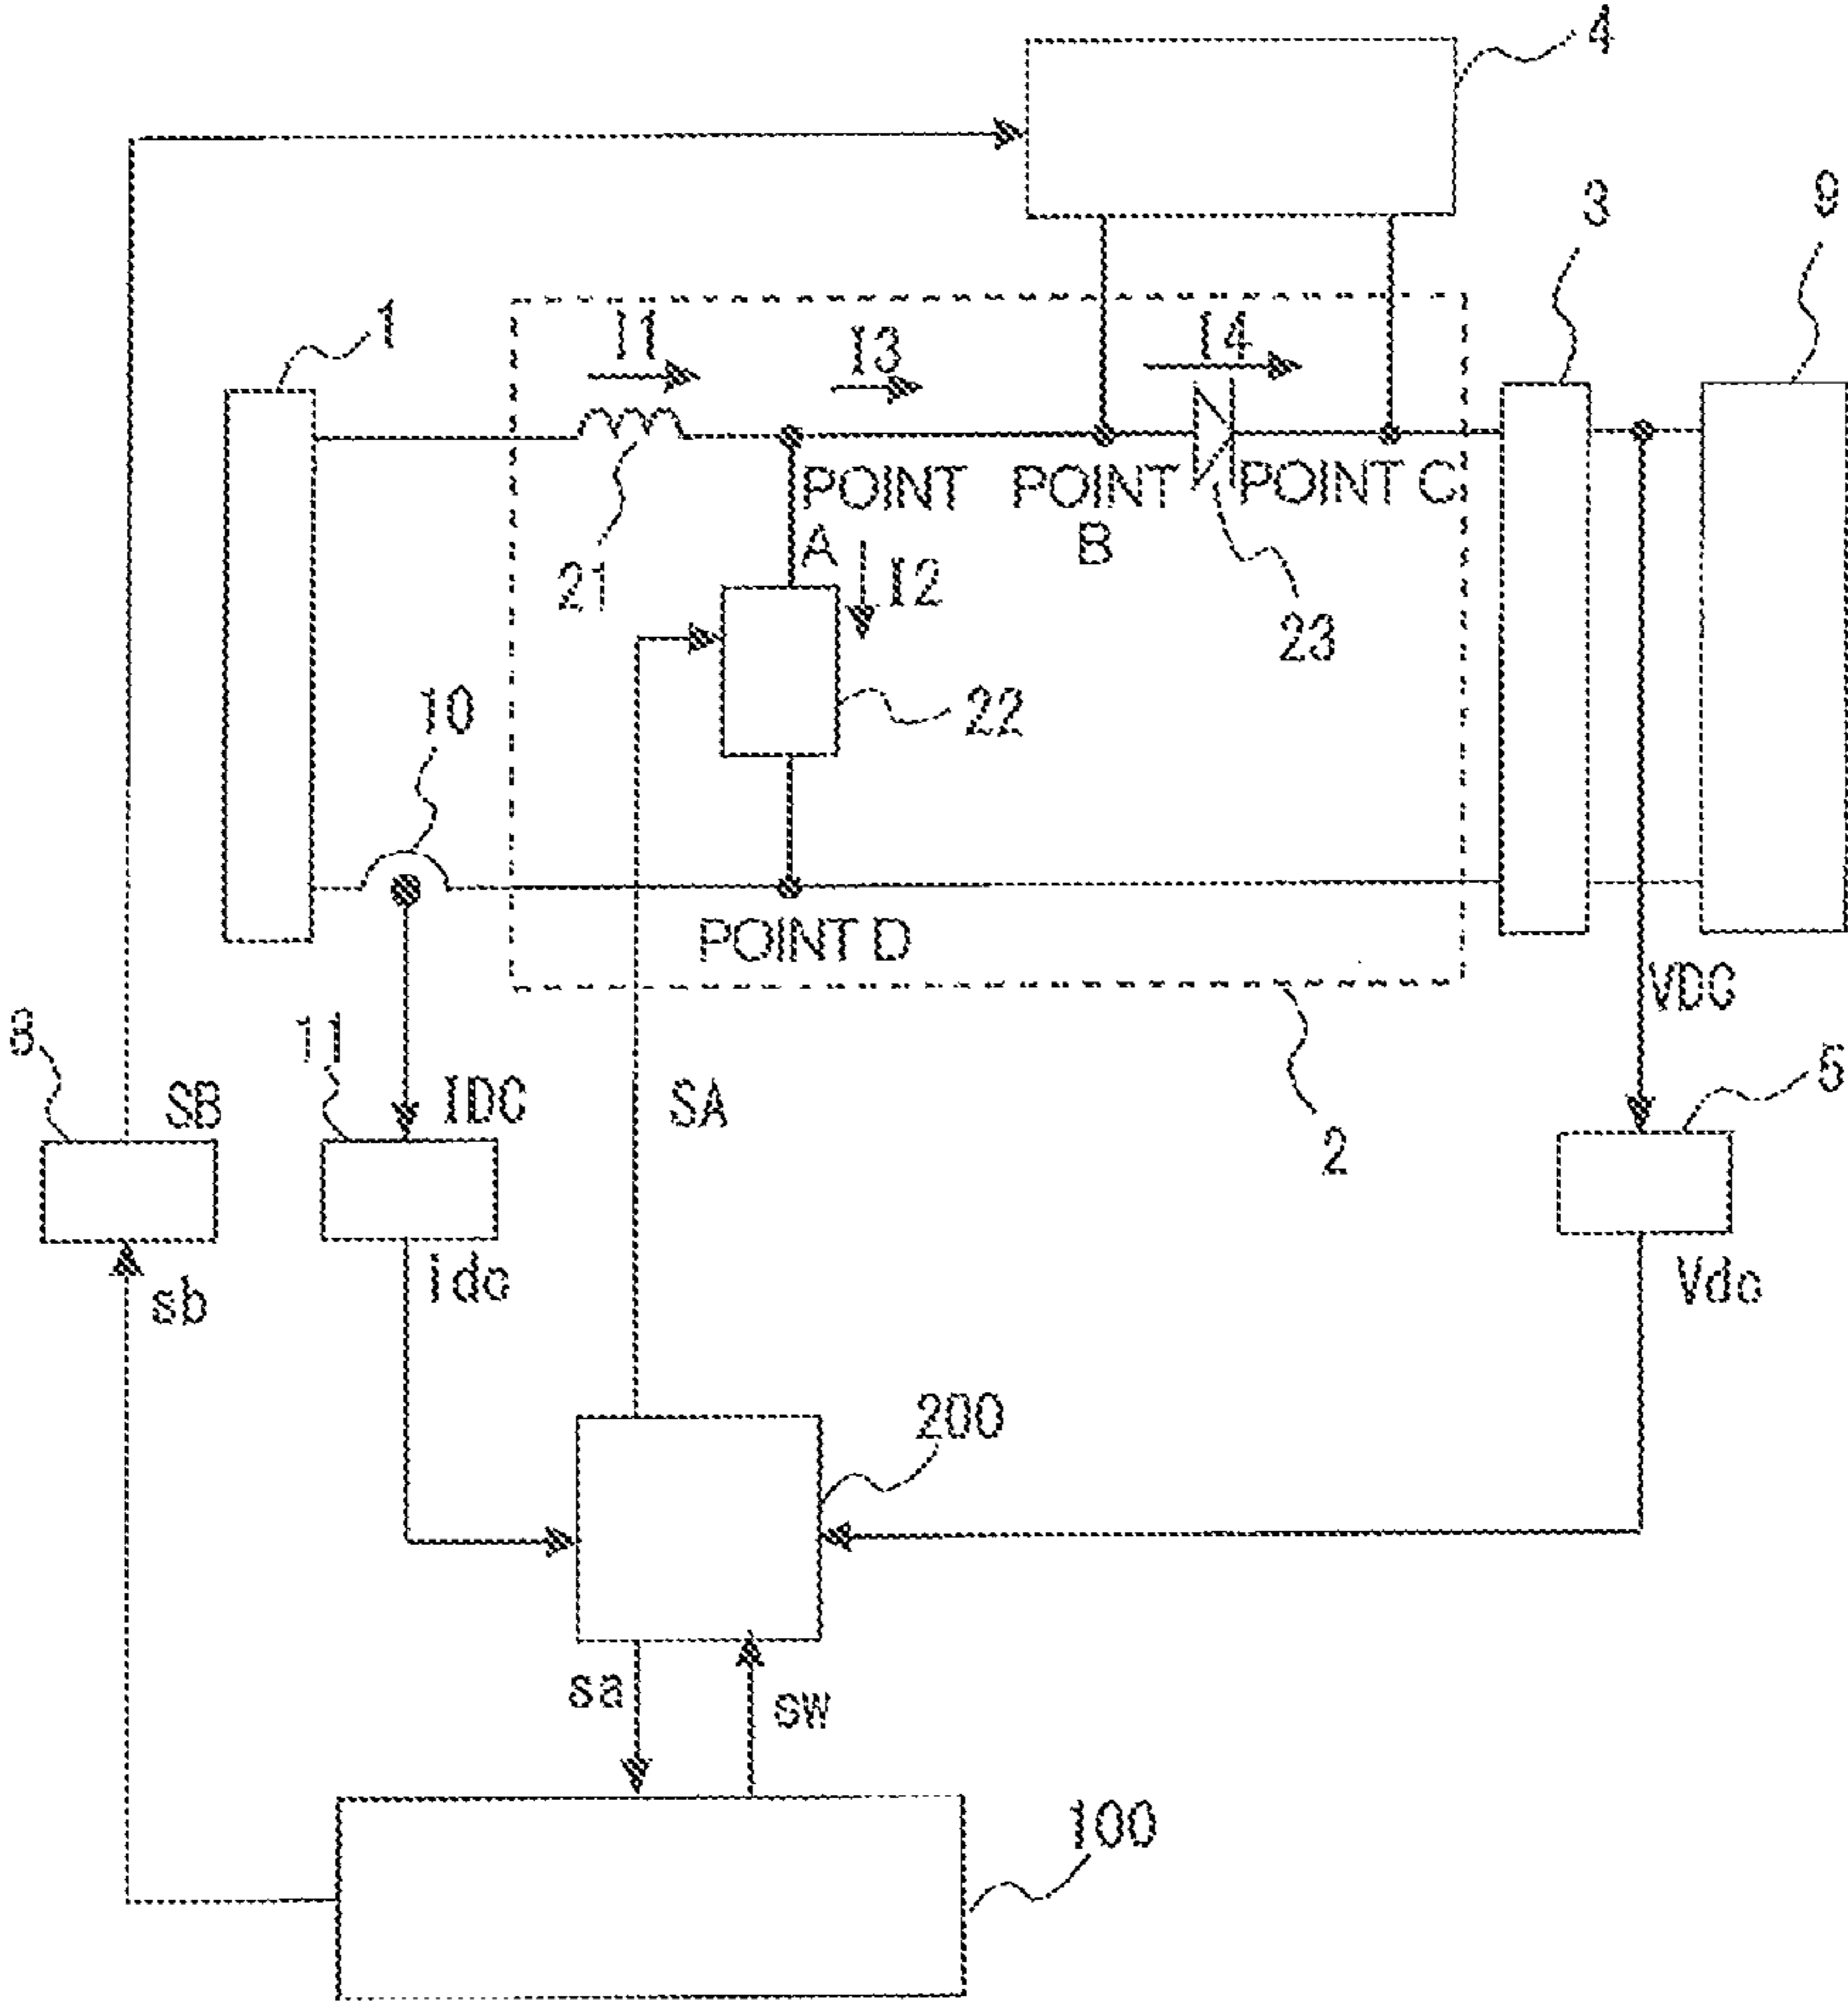 4
3
9
1
I1
I3
I4
POINT
A
POINT
B
POINT C
21
I2
23
22
10
POINT D
VDC
8
SB
11
IDC
SA
2
5
sb
idc
Vdc
200
sa
sw
100